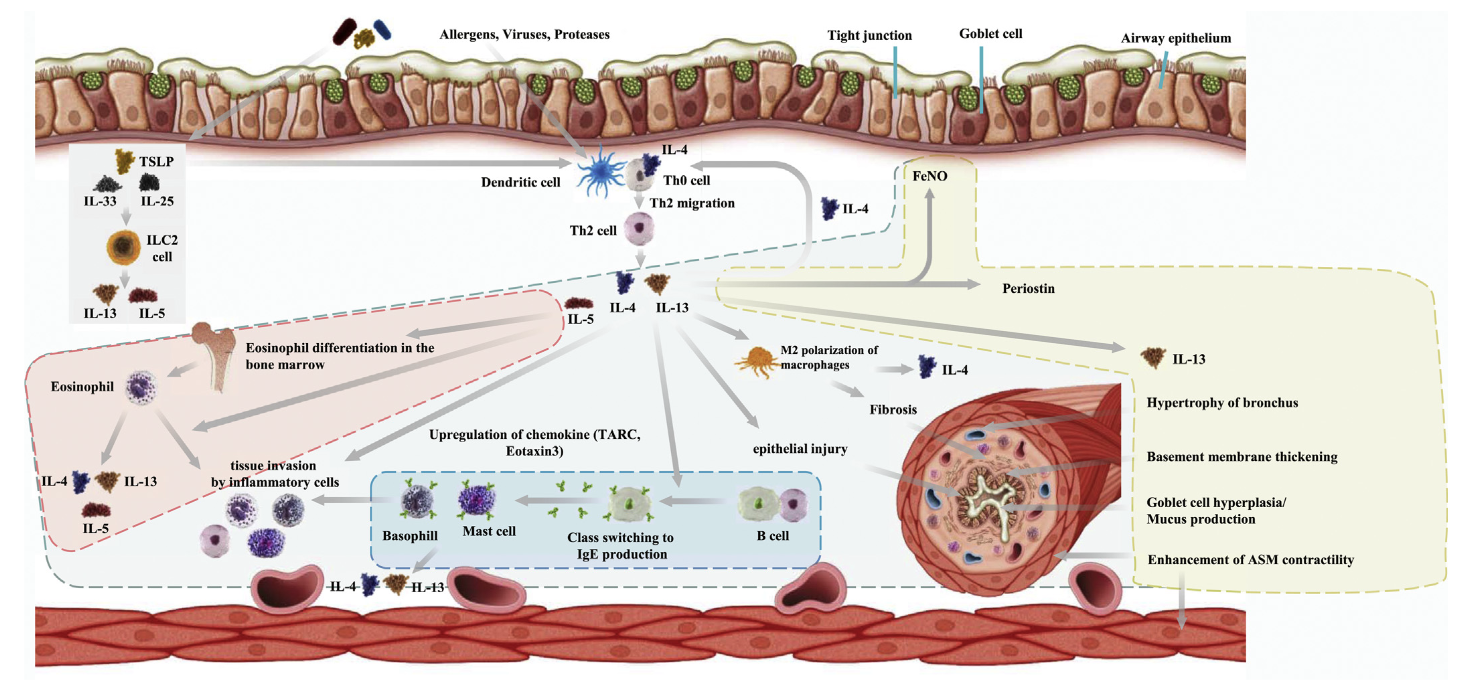 Allergens, Viruses, Proteases
Tight junction
Goblet cell
Airway epithelium
TSLP
IL-33
IL-25
ILC2
cell
IL-13
IL-5
Dendritic cell
IL-4
Th0 cell
Th2 migration
Th2 cell
IL-4
FeNO
Periostin
IL-5
IL-4
IL-13
Eosinophil differentiation in the
bone marrow
Eosinophil
IL-4
IL-13
IL-5
tissue invasion
by inflammatory cells
Upregulation of chemokine (TARC,
Eotaxin3)
M2 polarization of
macrophages
IL-4
Fibrosis
epithelial injury
Basophill
Mast cell
Class switching to
IgE production
B cell
IL-4
IL-13
IL-13
Hypertrophy of bronchus
Basement membrane thickening
Goblet cell hyperplasia/
Mucus production
Enhancement of ASM contractility